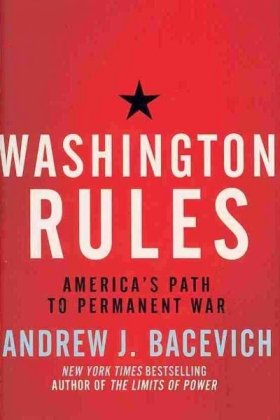 WASHINGTON
RULES
AMERICA'S PATH
TO PERMANENT WAR
ANDREW J. BACEVICH
NEW YORK TIMES BESTSELLING
AUTHOR OF THE LIMITS OF POWER